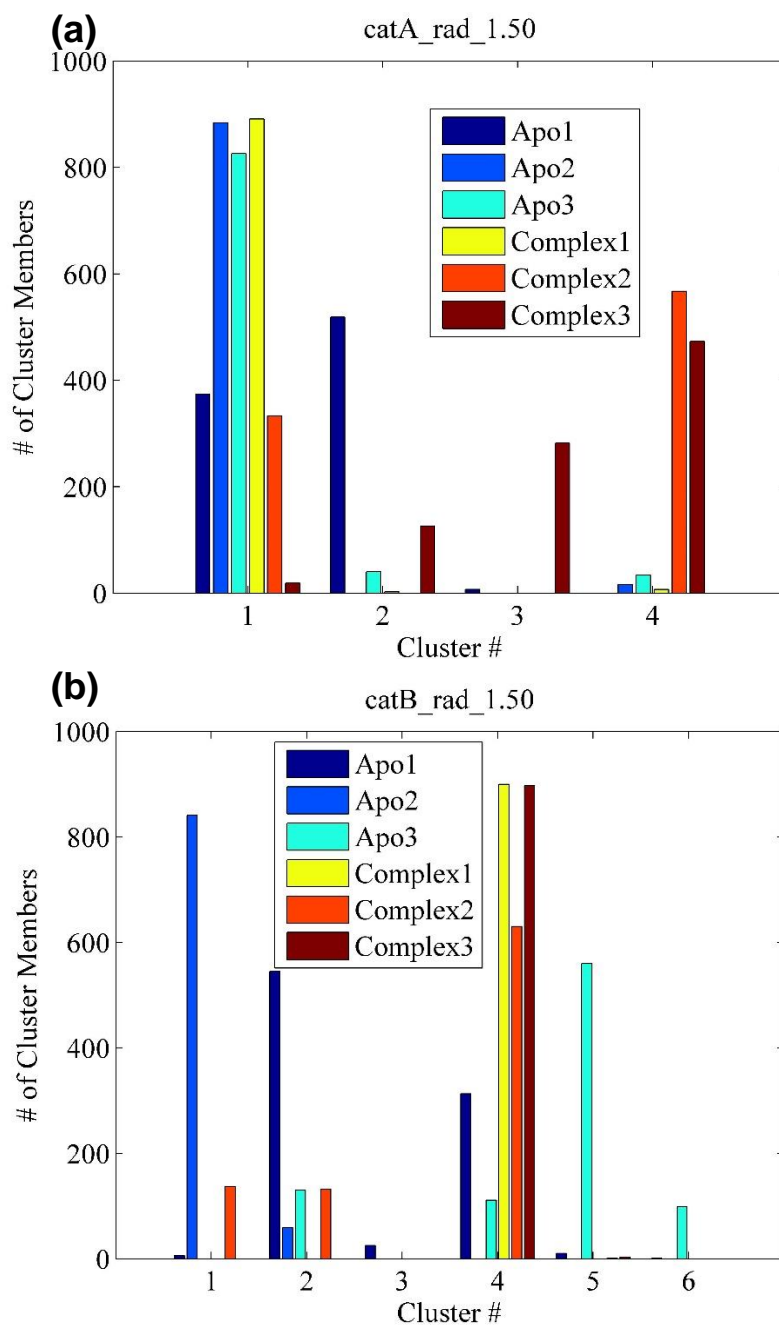 (a)
catA_rad_1.50
1000
800
600
400
200
0
# of Cluster Members
Apo1
Apo2
Apo3
Complex1
Complex2
Complex3
1 2 3 4
Cluster #
(b)
catB_rad_1.50
1000
800
600
400
200
0
# of Cluster Members
Apo1
Apo2
Apo3
Complex1
Complex2
Complex3
1 2 3 4 5 6
Cluster #